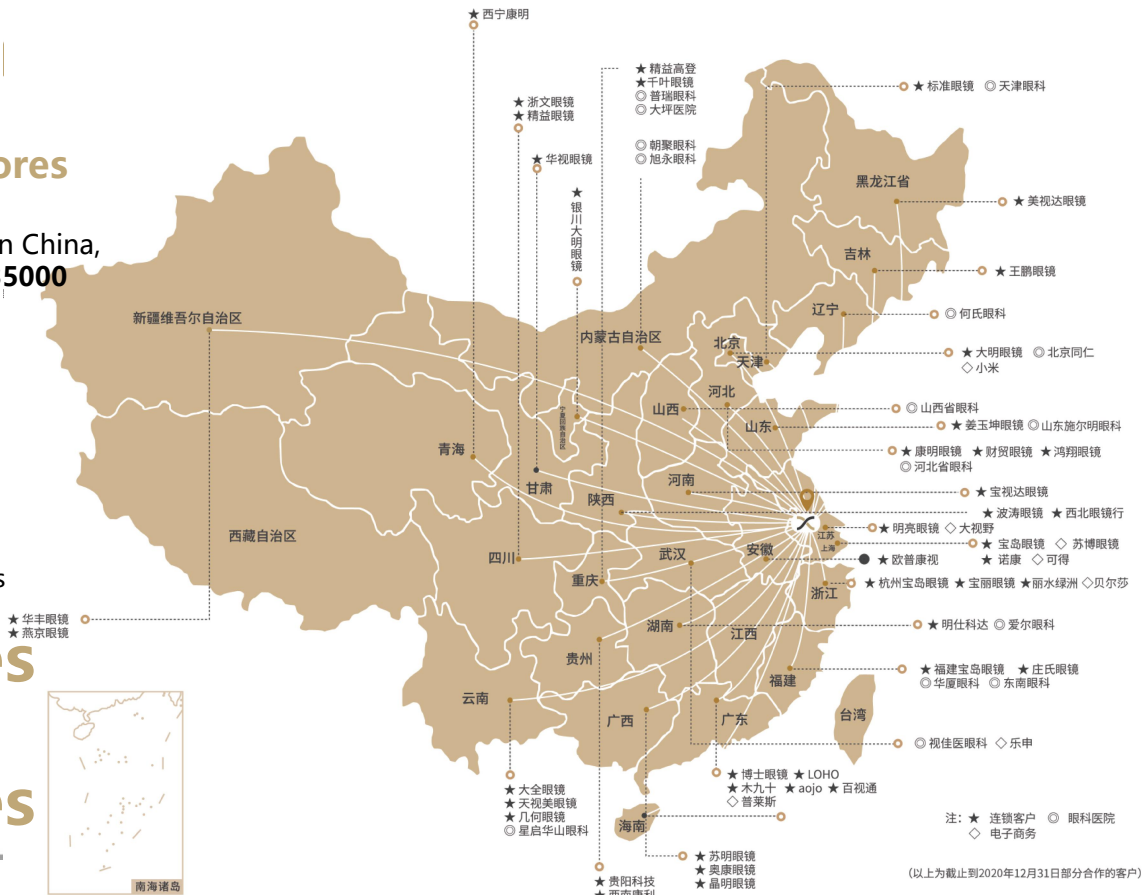 ★ 西宁康明
★ 精益高登
★千叶眼镜
◎ 普瑞眼科
◎ 大坪医院
★ 标准眼镜 ◎ 天津眼科
★ 浙文眼镜
★ 精益眼镜
◎ 朝聚眼科
◎ 旭永眼科
★ 华视眼镜
ores
黑龙江省
★ 银川大明眼镜
★ 美视达眼镜
n China,
5000
吉林
★ 王鹏眼镜
新疆维吾尔自治区
辽宁
◎ 何氏眼科
内蒙古自治区
北京
天津
★ 大明眼镜 ◎ 北京同仁
◇ 小米
河北
山西
◎ 山西省眼科
宁夏回族自治区
山东
★ 姜玉坤眼镜 ◎ 山东施尔明眼科
青海
★ 康明眼镜 ★ 财贸眼镜 ★ 鸿翔眼镜
◎ 河北省眼科
甘肃
河南
★ 宝视达眼镜
陕西
★ 波涛眼镜 ★ 西北眼镜行
西藏自治区
江苏
★ 明亮眼镜 ◇ 大视野
上海
★ 宝岛眼镜 ◇ 苏博眼镜
★ 诺康 ◇ 可得
四川
武汉
安徽
★ 欧普康视
s
重庆
浙江
★ 杭州宝岛眼镜 ★ 宝丽眼镜 ★丽水绿洲 ◇贝尔莎
★ 华丰眼镜
★ 燕京眼镜
湖南
江西
★ 明仕科达 ◎ 爱尔眼科
es
贵州
福建
★ 福建宝岛眼镜 ★ 庄氏眼镜
◎ 华厦眼科 ◎ 东南眼科
云南
广西
广东
台湾
◎ 视佳医眼科 ◇ 乐申
★ 大全眼镜
★ 天视美眼镜
★ 几何眼镜
◎ 星启华山眼科
★ 博士眼镜 ★ LOHO
★ 木九十 ★ aojo ★ 百视通
◇ 普莱斯
es
海南
注: ★ 连锁客户 ◎ 眼科医院
◇ 电子商务
★ 苏明眼镜
★ 奥康眼镜
★ 晶明眼镜
★ 贵阳科技
南海诸岛
(以上为截止到2020年12月31日部分合作的客户)